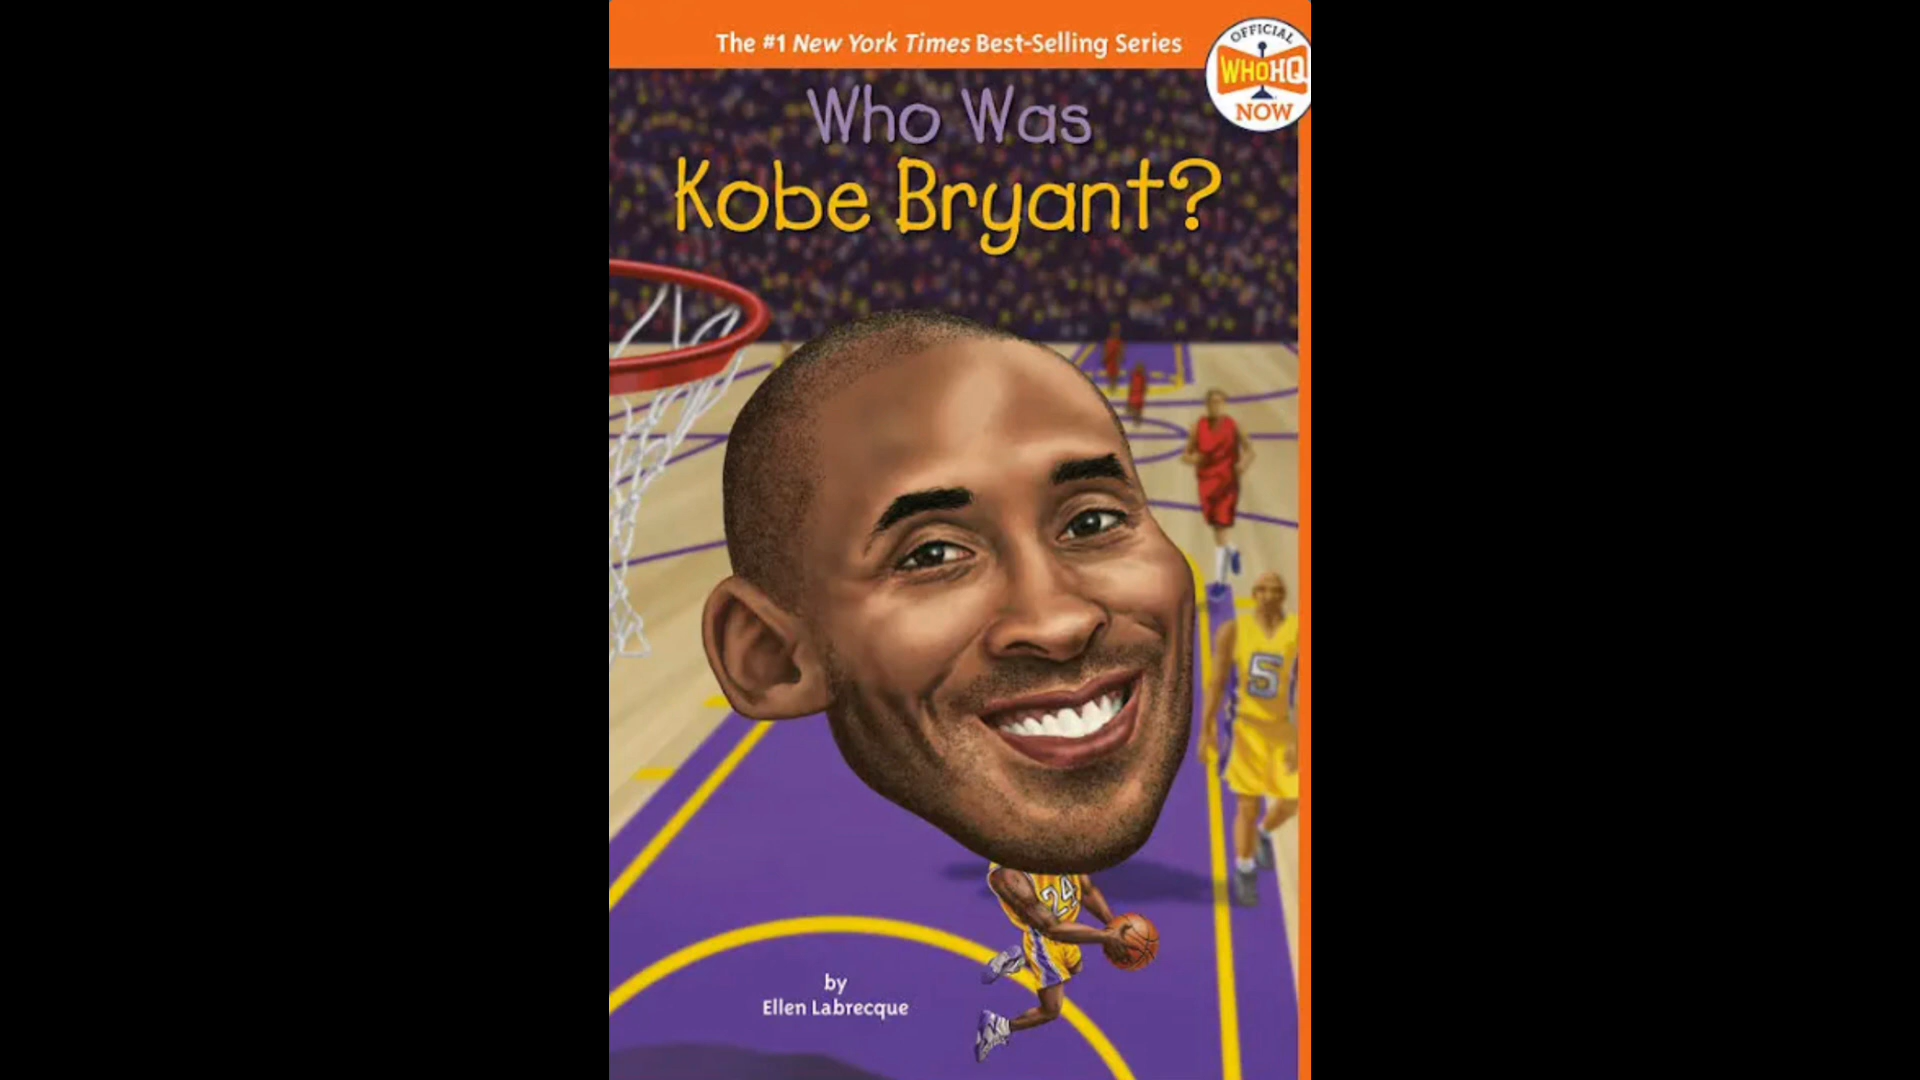 The #1 New York Times Best-Selling Series
OFFICIAL
WHOHQ
NOW
Who Was
Kobe Bryant?
5
24
by
Ellen Labrecque